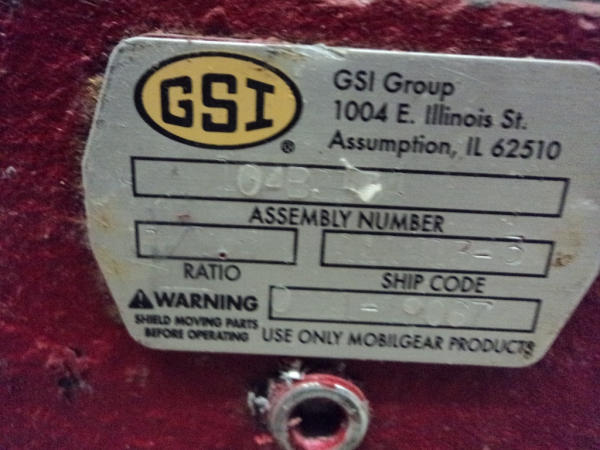 GSI
®
GSI Group
1004 E. Illinois St.
Assumption, IL 62510
ASSEMBLY NUMBER
RATIO
SHIP CODE
WARNING
SHIELD MOVING PARTS
BEFORE OPERATING
USE ONLY MOBILGEAR PRODUCTS